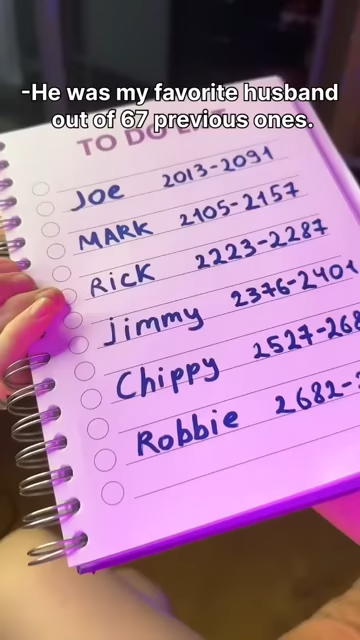 -He was my favorite husband
out of 67 previous ones.
TO DO LIST
Joe 2013-2091
MARK 2105-2157
Rick 2223-2287
Jimmy 2376-2401
Chippy 2527-268
Robbie 2682-